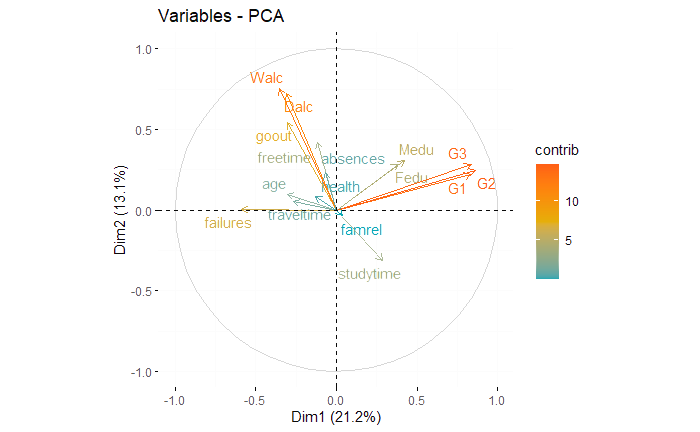 Variables - PCA
1.0
0.5
0.0
-0.5
-1.0
Dim2 (13.1%)
Walc
Dalc
goout
freetime
absences
Medu
G3
Fedu
G1
G2
age
health
failures
traveltime
famrel
studytime
-1.0
-0.5
0.0
0.5
1.0
Dim1 (21.2%)
contrib
10
5